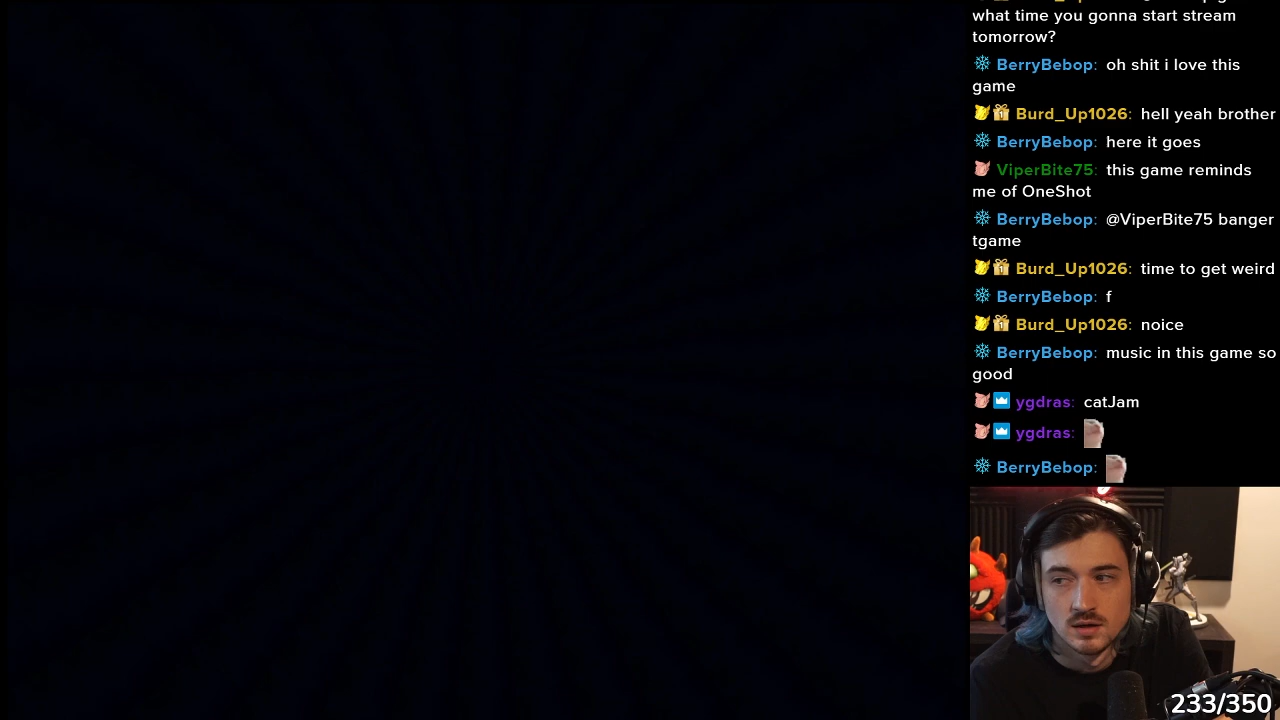 what time you gonna start stream
tomorrow?
BerryBebop: oh shit i love this
game
Burd_Up1026: hell yeah brother
BerryBebop: here it goes
ViperBite75: this game reminds
me of OneShot
BerryBebop: @ViperBite75 banger
tgame
Burd_Up1026: time to get weird
BerryBebop: f
Burd_Up1026: noice
BerryBebop: music in this game so
good
ygdras: catJam
ygdras:
BerryBebop:
233/350